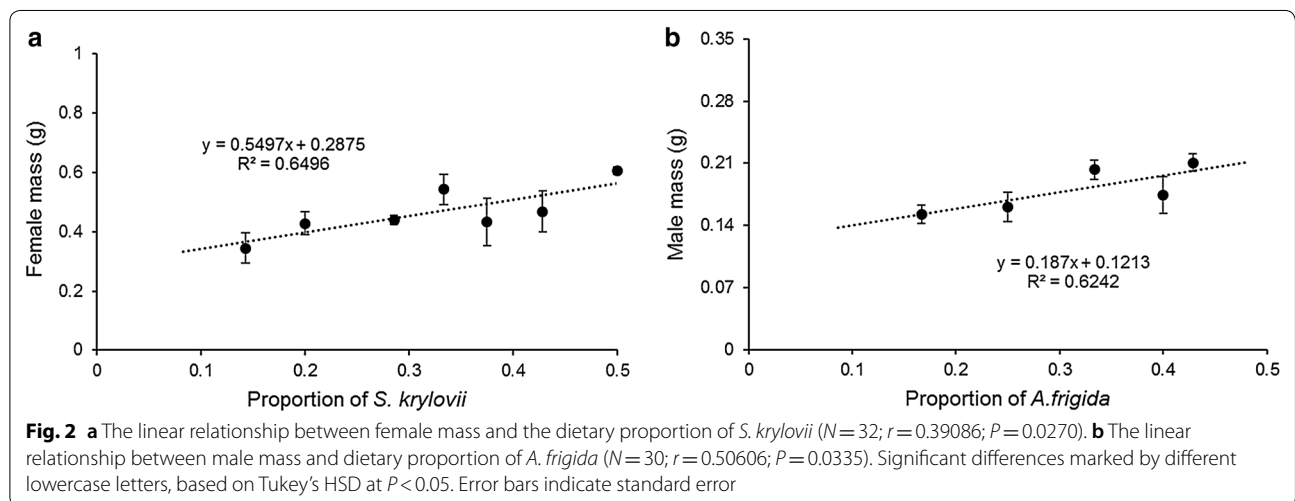 a
Female mass (g)
1
0.8
0.6
0.4
0.2
0
y = 0.5497x + 0.2875
R² = 0.6496
0 0.1 0.2 0.3 0.4 0.5
Proportion of S. krylovii
b
Male mass (g)
0.35
0.28
0.21
0.14
0.07
0
y = 0.187x + 0.1213
R² = 0.6242
0 0.1 0.2 0.3 0.4 0.5
Proportion of A.frigida
Fig. 2 a The linear relationship between female mass and the dietary proportion of S. krylovii (N = 32; r = 0.39086; P = 0.0270). b The linear
relationship between male mass and dietary proportion of A. frigida (N = 30; r = 0.50606; P = 0.0335). Significant differences marked by different
lowercase letters, based on Tukey's HSD at P < 0.05. Error bars indicate standard error